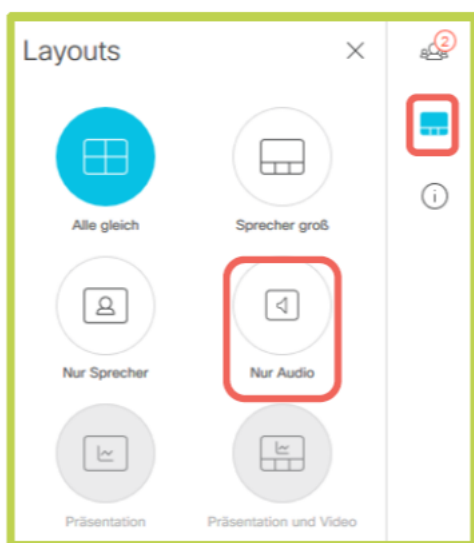 Layouts
2
Alle gleich
Sprecher groß
Nur Sprecher
Nur Audio
Präsentation
Präsentation und Video